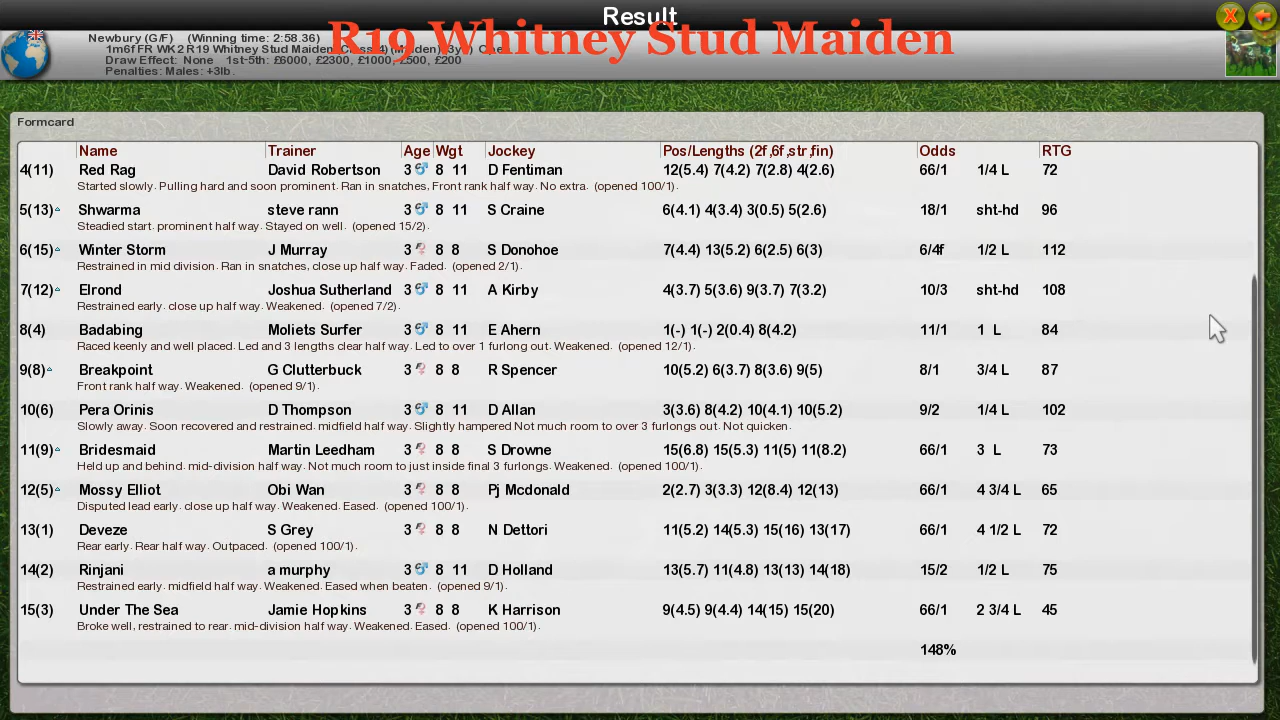 Result
R19 Whitney Stud Maiden
Newbury (G/F) (Winning time: 2:58.36)
1m6f FR WK2 R19 Whitney Stud Maiden (Class 4) (Maiden) 3yo Open
Draw Effect: None 1st-5th: £6000, £2300, £1000, £500, £200
Penalties: Males: +3lb.
Formcard
Name Trainer Age Wgt Jockey Pos/Lengths (2f,6f,str,fin) Odds RTG
4(11) Red Rag David Robertson 3 8 11 D Fentiman 12(5.4) 7(4.2) 7(2.8) 4(2.6) 66/1 1/4 L 72
Started slowly. Pulling hard and soon prominent. Ran in snatches, Front rank half way. No extra. (opened 100/1).
5(13) Shwarma steve rann 3 8 11 S Craine 6(4.1) 4(3.4) 3(0.5) 5(2.6) 18/1 sht-hd 96
Steadied start. prominent half way. Stayed on well. (opened 15/2).
6(15) Winter Storm J Murray 3 8 8 S Donohoe 7(4.4) 13(5.2) 6(2.5) 6(3) 6/4f 1/2 L 112
Restrained in mid division. Ran in snatches, close up half way. Faded. (opened 2/1).
7(12) Elrond Joshua Sutherland 3 8 11 A Kirby 4(3.7) 5(3.6) 9(3.7) 7(3.2) 10/3 sht-hd 108
Restrained early. close up half way. Weakened. (opened 7/2).
8(4) Badabing Moliets Surfer 3 8 11 E Ahern 1(-) 1(-) 2(0.4) 8(4.2) 11/1 1 L 84
Raced keenly and well placed. Led and 3 lengths clear half way. Led to over 1 furlong out. Weakened. (opened 12/1).
9(8) Breakpoint G Clutterbuck 3 8 8 R Spencer 10(5.2) 6(3.7) 8(3.6) 9(5) 8/1 3/4 L 87
Front rank half way. Weakened. (opened 9/1).
10(6) Pera Orinis D Thompson 3 8 11 D Allan 3(3.6) 8(4.2) 10(4.1) 10(5.2) 9/2 1/4 L 102
Slowly away. Soon recovered and restrained. midfield half way. Slightly hampered Not much room to over 3 furlongs out. Not quicken.
11(9) Bridesmaid Martin Leedham 3 8 8 S Drowne 15(6.8) 15(5.3) 11(5) 11(8.2) 66/1 3 L 73
Held up and behind. mid-division half way. Not much room to just inside final 3 furlongs. Weakened. (opened 100/1).
12(5) Mossy Elliot Obi Wan 3 8 8 Pj Mcdonald 2(2.7) 3(3.3) 12(8.4) 12(13) 66/1 4 3/4 L 65
Disputed lead early. close up half way. Weakened. Eased. (opened 100/1).
13(1) Deveze S Grey 3 8 8 N Dettori 11(5.2) 14(5.3) 15(16) 13(17) 66/1 4 1/2 L 72
Rear early. Rear half way. Outpaced. (opened 100/1).
14(2) Rinjani a murphy 3 8 11 D Holland 13(5.7) 11(4.8) 13(13) 14(18) 15/2 1/2 L 75
Restrained early. midfield half way. Weakened. Eased when beaten. (opened 9/1).
15(3) Under The Sea Jamie Hopkins 3 8 8 K Harrison 9(4.5) 9(4.4) 14(15) 15(20) 66/1 2 3/4 L 45
Broke well, restrained to rear. mid-division half way. Weakened. Eased. (opened 100/1).
148%